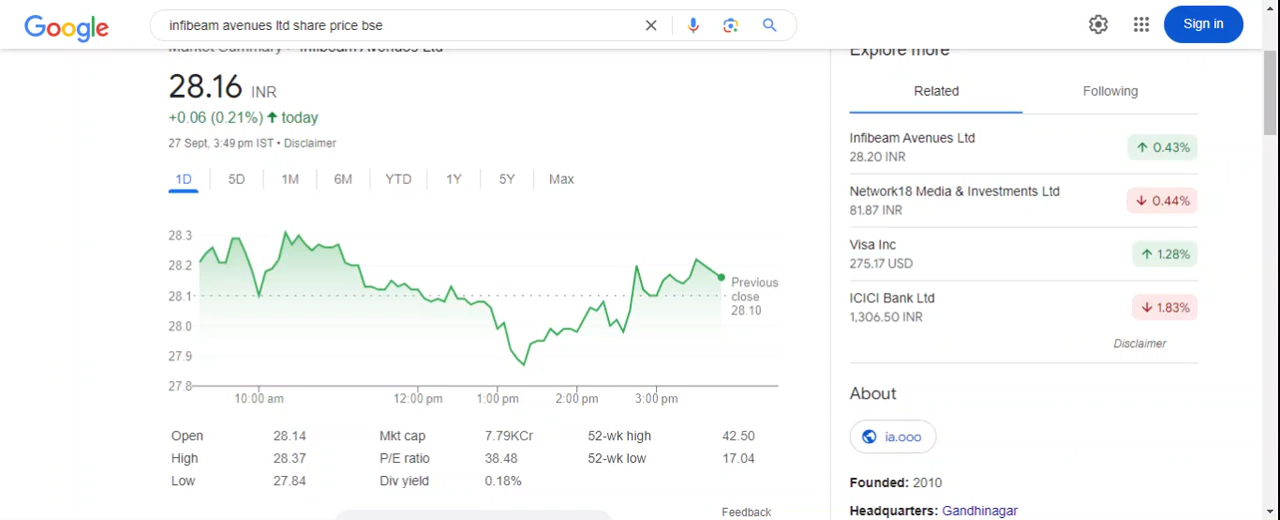 Google
infibeam avenues ltd share price bse
Sign in
Market Summary > Infibeam Avenues Ltd
28.16 INR
+0.06 (0.21%) ↑ today
27 Sept, 3:49 pm IST • Disclaimer
1D 5D 1M 6M YTD 1Y 5Y Max
28.3
28.2
28.1
28.0
27.9
27.8
Previous
close
28.10
10:00 am 12:00 pm 1:00 pm 2:00 pm 3:00 pm
Open 28.14 Mkt cap 7.79KCr 52-wk high 42.50
High 28.37 P/E ratio 38.48 52-wk low 17.04
Low 27.84 Div yield 0.18%
Feedback
Explore more
Related Following
Infibeam Avenues Ltd
28.20 INR
↑ 0.43%
Network18 Media & Investments Ltd
81.87 INR
↓ 0.44%
Visa Inc
275.17 USD
↑ 1.28%
ICICI Bank Ltd
1,306.50 INR
↓ 1.83%
Disclaimer
About
ia.ooo
Founded: 2010
Headquarters: Gandhinagar